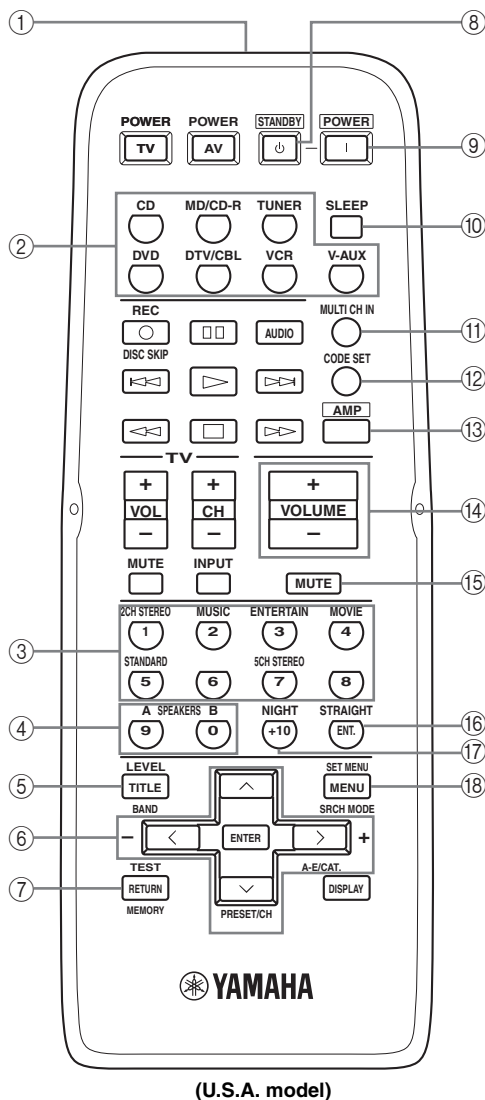 ① ⑧
POWER POWER STANDBY POWER
TV AV ⏻ – I ⑨
CD MD/CD-R TUNER SLEEP ⑩
②
DVD DTV/CBL VCR V-AUX
REC MULTI CH IN ⑪
AUDIO
DISC SKIP CODE SET ⑫
AMP ⑬
TV
+ + +
VOL CH VOLUME ⑭
– – –
MUTE INPUT MUTE ⑮
2CH STEREO MUSIC ENTERTAIN MOVIE
1 2 3 4
③
STANDARD 5CH STEREO
5 6 7 8
④ A SPEAKERS B NIGHT STRAIGHT ⑯
9 0 +10 ENT.
⑰
LEVEL SET MENU
⑤ TITLE MENU ⑱
BAND SRCH MODE
⑥ – ENTER +
TEST A-E/CAT.
⑦ RETURN DISPLAY
MEMORY PRESET/CH
YAMAHA
(U.S.A. model)